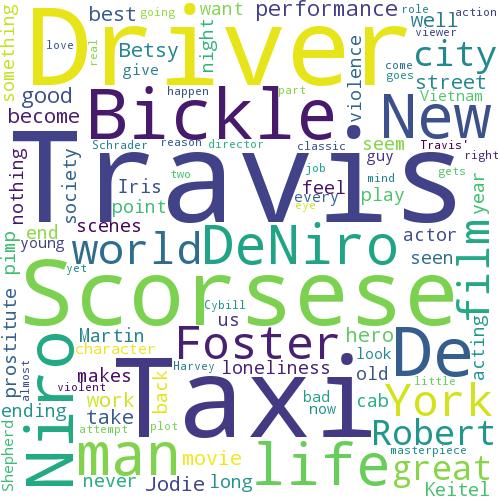 something
going
best
want
performance
role
action
love
real
Driver
night
well
viewer
Betsy
give
city
come
goes
street
good
happen
part
violence
Vietnam
become
Bickle
New
Schrader
reason
director
classic
Travis'
nothing
society
Travis
seem
guy
right
Iris
two
job
feel
every
mind
gets
year
point
eye
play
end
scenes
actor
young
world
DeNiro
seen
film
pimp
yet
Scorsese
acting
prostitute
Cybill
us
Martin
Foster
hero
De
character
look
almost
Niro
makes
Harvey
loneliness
old
violent
Taxi
back
bad
now
cab
little
ending
work
take
York
attempt
plot
Robert
man
movie
life
masterpiece
great
Shepherd
never
Jodie
long
Keitel